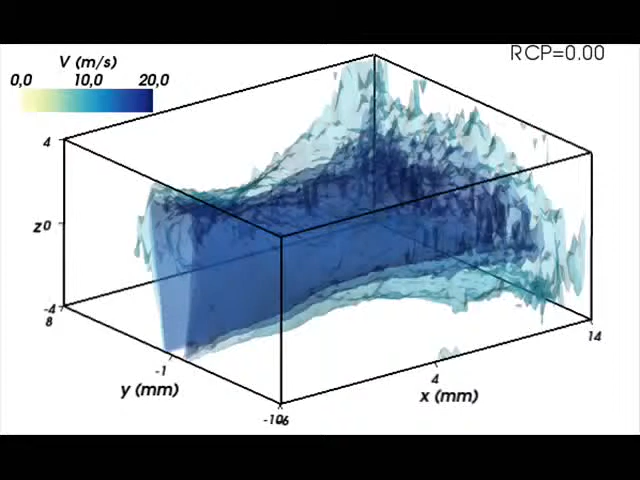 V (m/s)
RCP=0.00
0,0 10,0 20,0
4
z 0
-4
8
-1
y (mm)
-10
-6
4
x (mm)
14